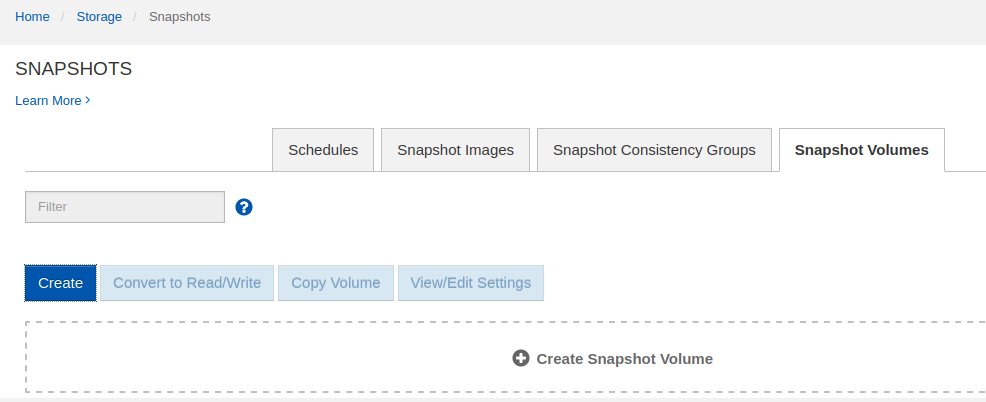 Home / Storage / Snapshots
SNAPSHOTS
Learn More
Schedules Snapshot Images Snapshot Consistency Groups Snapshot Volumes
Filter ?
Create Convert to Read/Write Copy Volume View/Edit Settings
Create Snapshot Volume